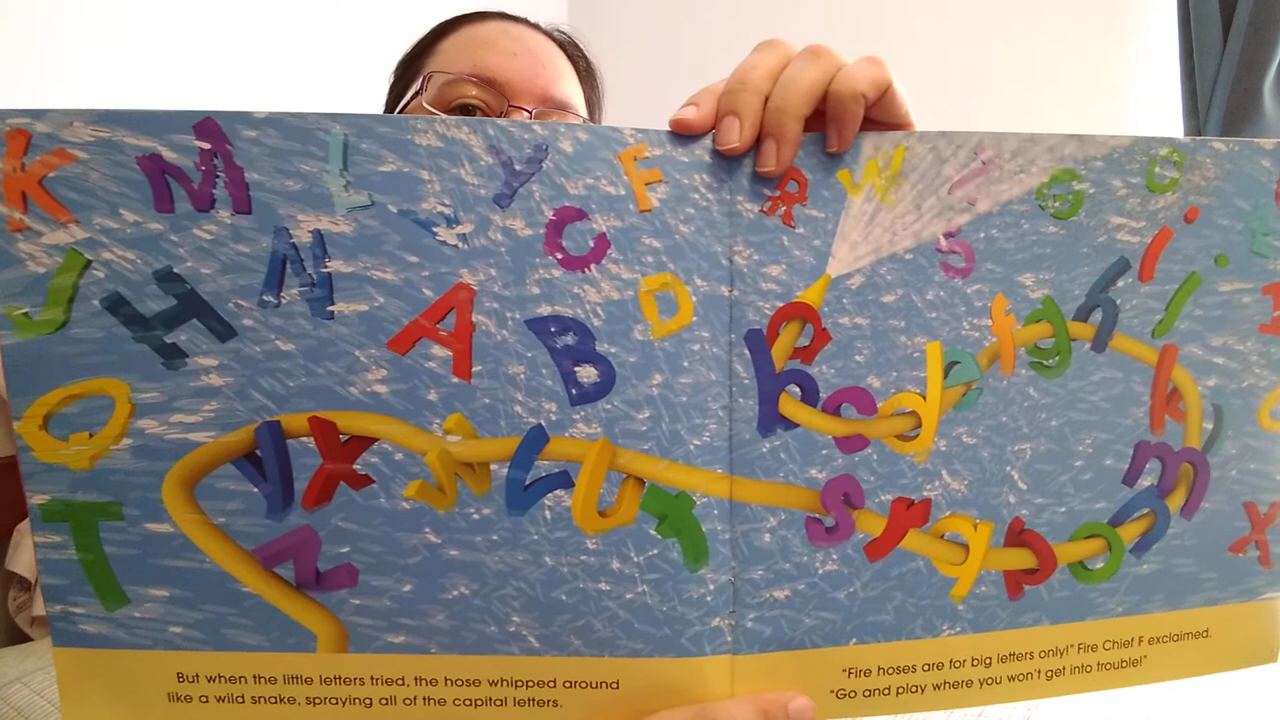 But when the little letters tried, the hose whipped around
like a wild snake, spraying all of the capital letters.
"Fire hoses are for big letters only!" Fire Chief F exclaimed.
"Go and play where you won't get into trouble!"